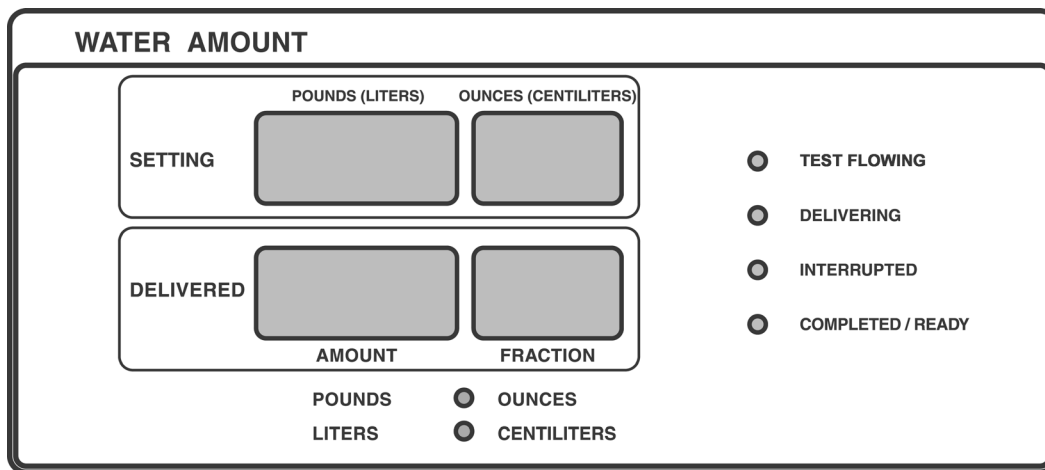 WATER AMOUNT
POUNDS (LITERS) OUNCES (CENTILITERS)
SETTING
TEST FLOWING
DELIVERING
INTERRUPTED
COMPLETED / READY
DELIVERED
AMOUNT FRACTION
POUNDS OUNCES
LITERS CENTILITERS